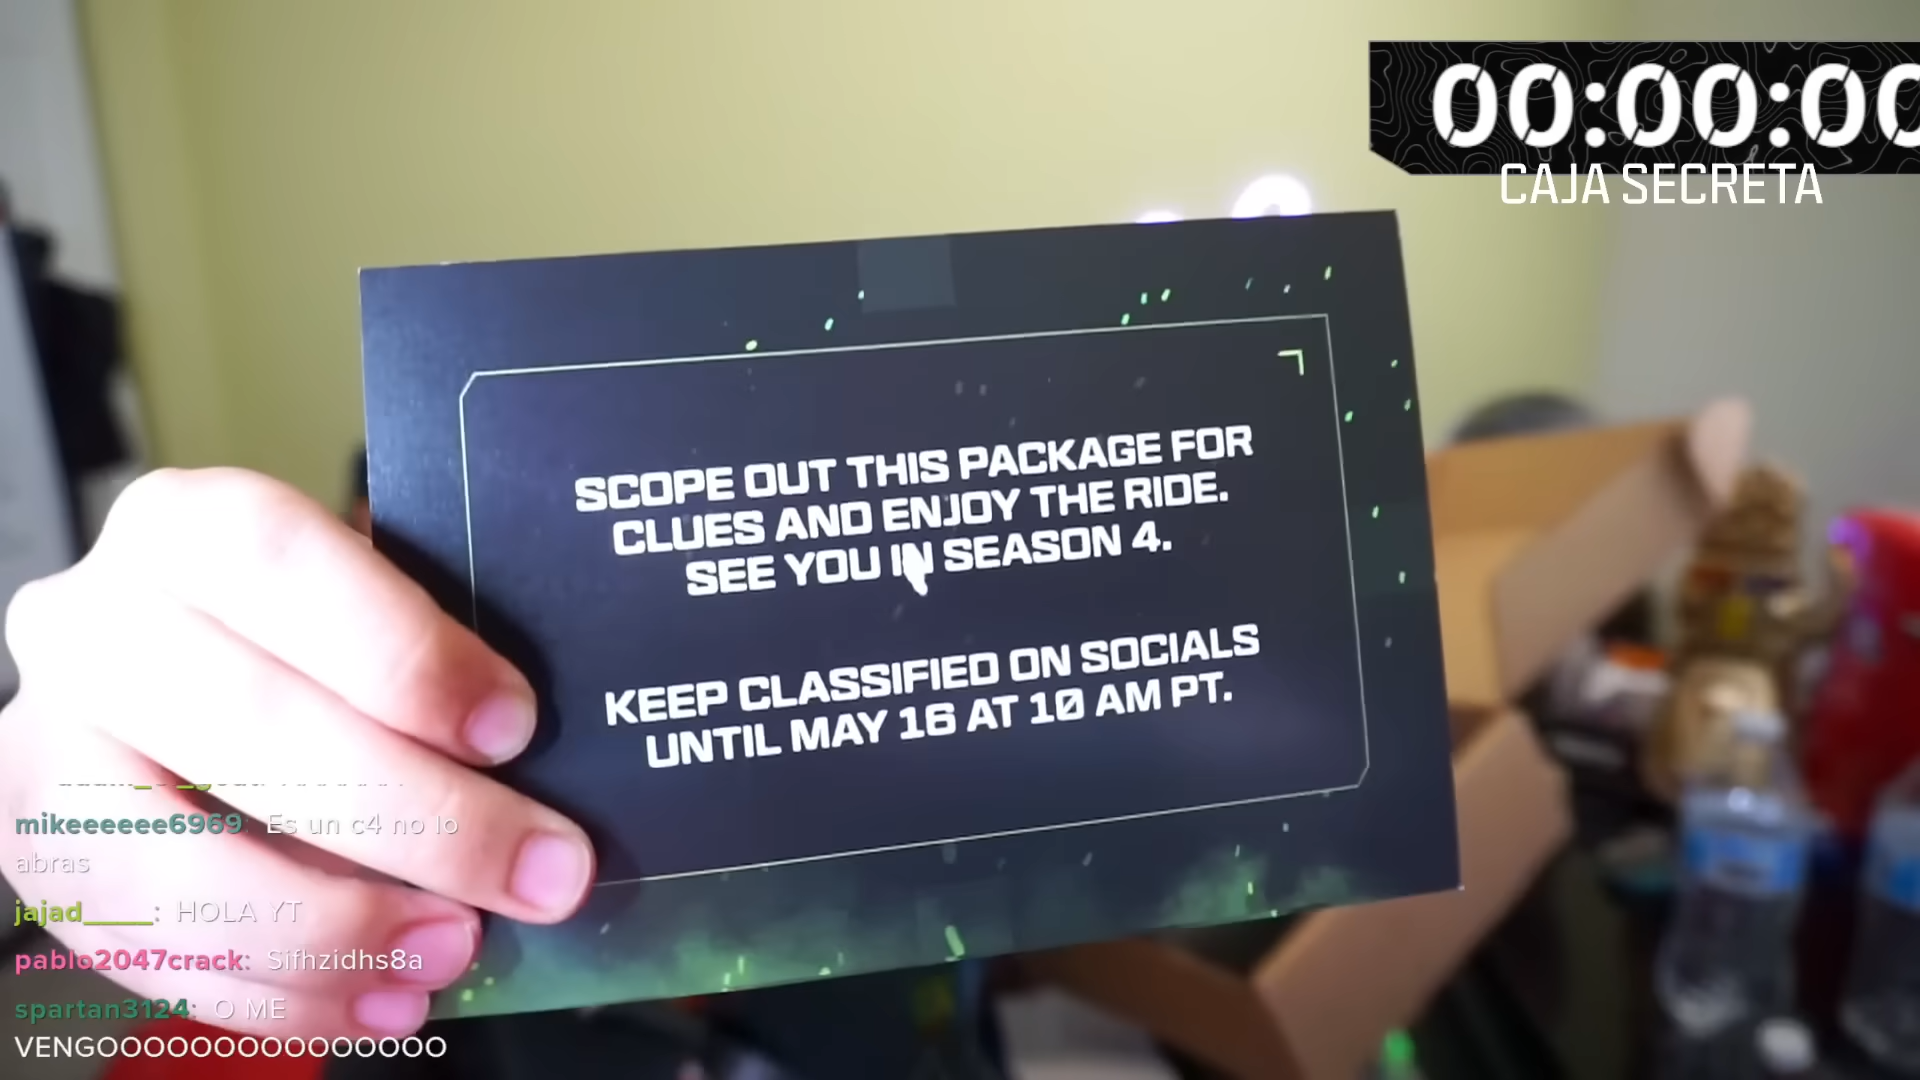 00:00:00
CAJA SECRETA
SCOPE OUT THIS PACKAGE FOR
CLUES AND ENJOY THE RIDE.
SEE YOU IN SEASON 4.
KEEP CLASSIFIED ON SOCIALS
UNTIL MAY 16 AT 10 AM PT.
mikeeeeee6969: Es un c4 no lo
abras
jajad_____: HOLA YT
pablo2047crack: Sifhzidhs8a
spartan3124: O ME
VENGOOOOOOOOOOOOOOO